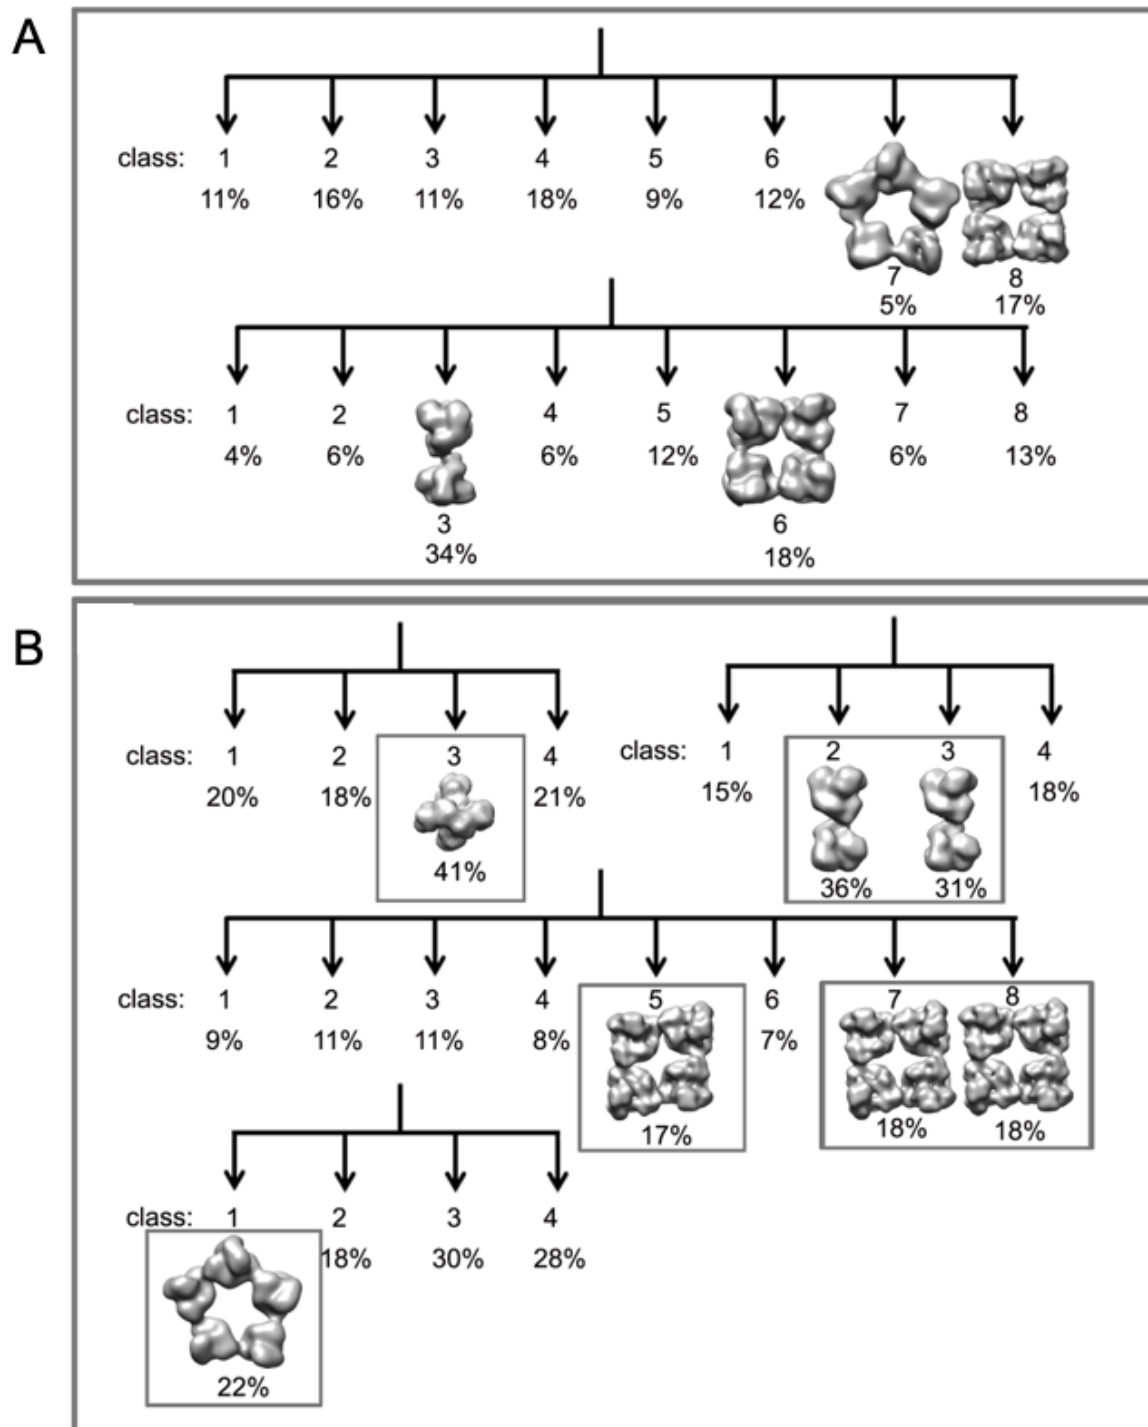 A
class: 1 2 3 4 5 6
11% 16% 11% 18% 9% 12%
7 8
5% 17%
class: 1 2 4 5 7 8
4% 6% 6% 12% 6% 13%
3 6
34% 18%
B
class: 1 2 3 4
20% 18% 21%
41%
class: 1 2 3 4
15% 18%
36% 31%
class: 1 2 3 4 5 6 7 8
9% 11% 11% 8% 7%
17% 18% 18%
class: 1 2 3 4
18% 30% 28%
22%